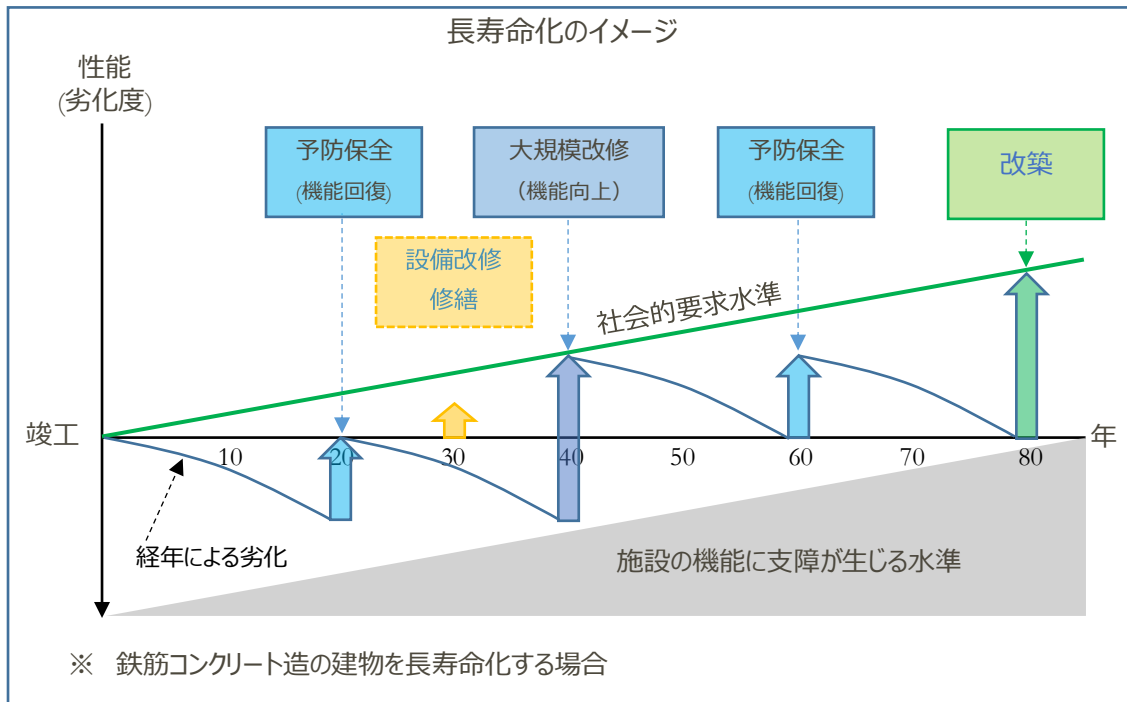 長寿命化のイメージ
性能
(劣化度)
予防保全
(機能回復)
大規模改修
（機能向上）
予防保全
(機能回復)
改築
設備改修
修繕
社会的要求水準
竣工
10
20
30
40
50
60
70
80
年
経年による劣化
施設の機能に支障が生じる水準
※ 鉄筋コンクリート造の建物を長寿命化する場合